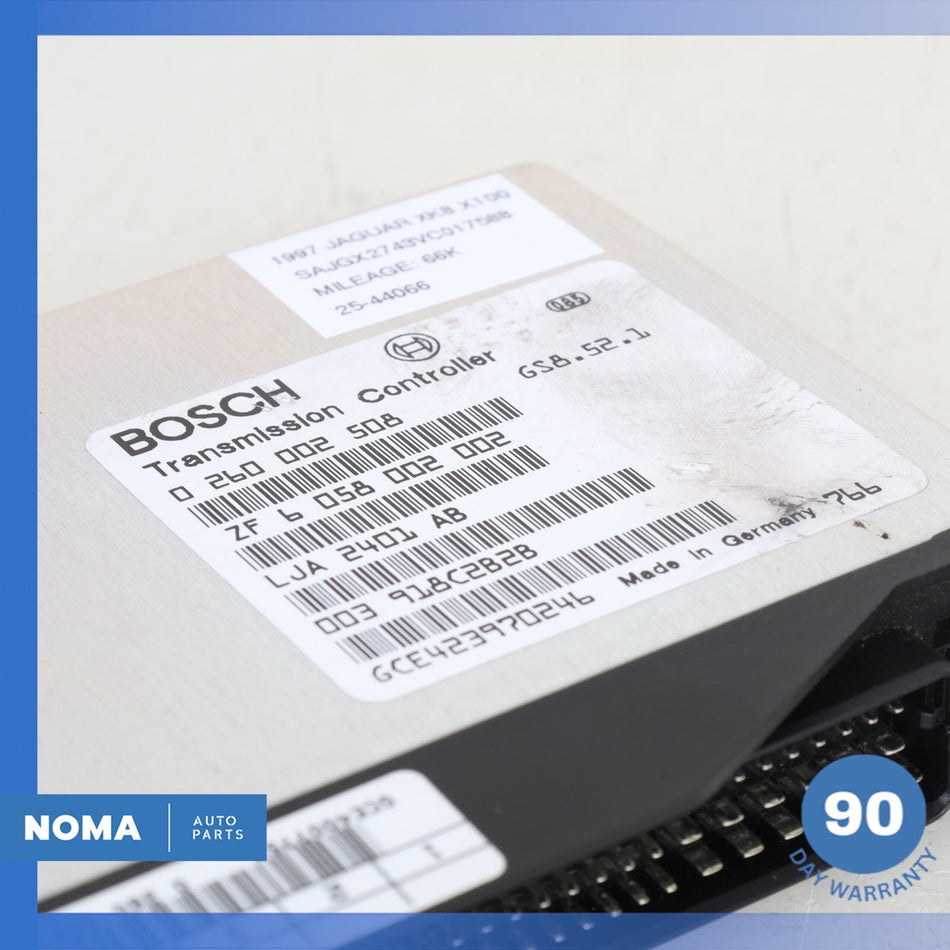 1997 JAGUAR XK8 X100
SAJGX2743VC017588
MILEAGE: 66K
25-44066
085
BOSCH
Transmission Controller GS8.52.1
0 260 002 508
ZF 6 058 002 002
LJA 2401 AB
003 918C2B2B
GCE423970246 Made In Germany 766
NOMA
AUTO
PARTS
90
DAY WARRANTY